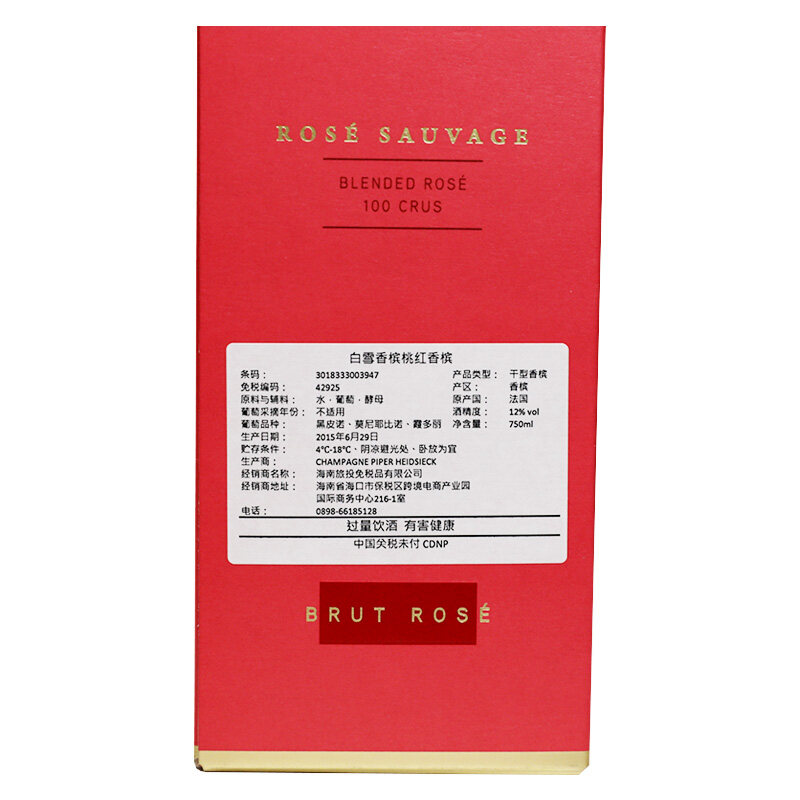 ROSÉ SAUVAGE
BLENDED ROSÉ
100 CRUS
白雪香槟桃红香槟
条码： 3018333003947 产品类型： 干型香槟
免税编码： 42925 产区： 香槟
原料与辅料： 水·葡萄·酵母 原产国： 法国
葡萄采摘年份： 不适用 酒精度： 12% vol
葡萄品种： 黑皮诺、莫尼耶比诺、霞多丽 净含量： 750ml
生产日期： 2015年6月29日
贮存条件： 4℃-18℃、阴凉避光处、卧放为宜
生产商： CHAMPAGNE PIPER HEIDSIECK
经销商名称： 海南旅投免税品有限公司
经销商地址： 海南省海口市保税区跨境电商产业园
国际商务中心216-1室
电话： 0898-66185128
过量饮酒 有害健康
中国关税未付 CDNP
BRUT ROSÉ